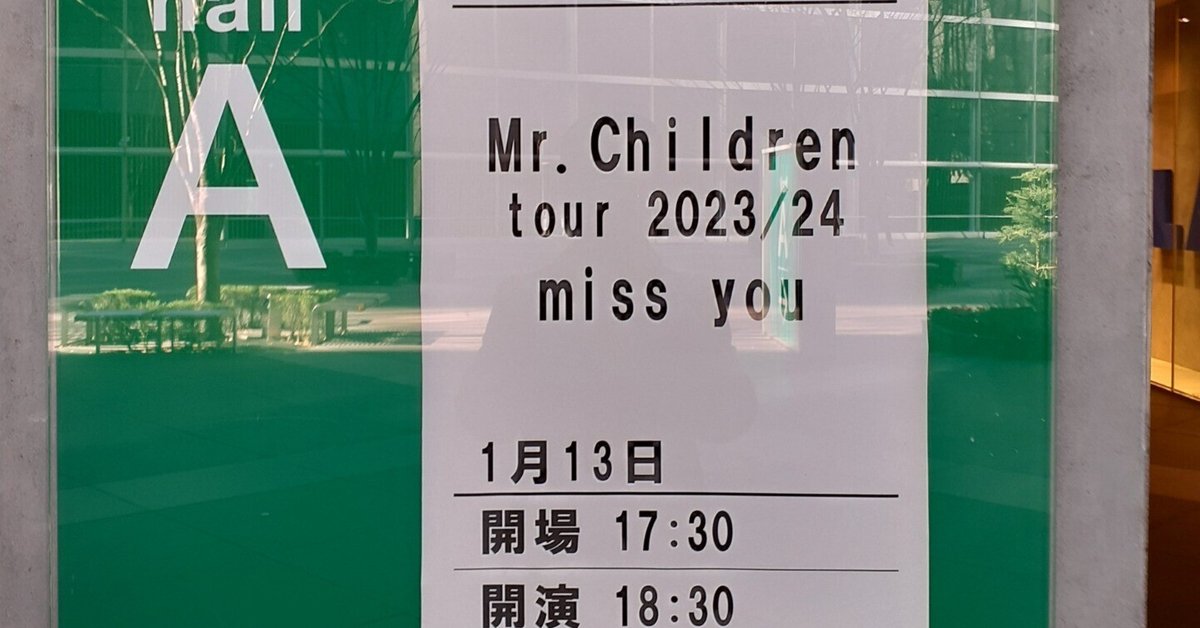 hall
A
Mr.Children
tour 2023/24
miss you
1月13日
開場 17:30
開演 18:30